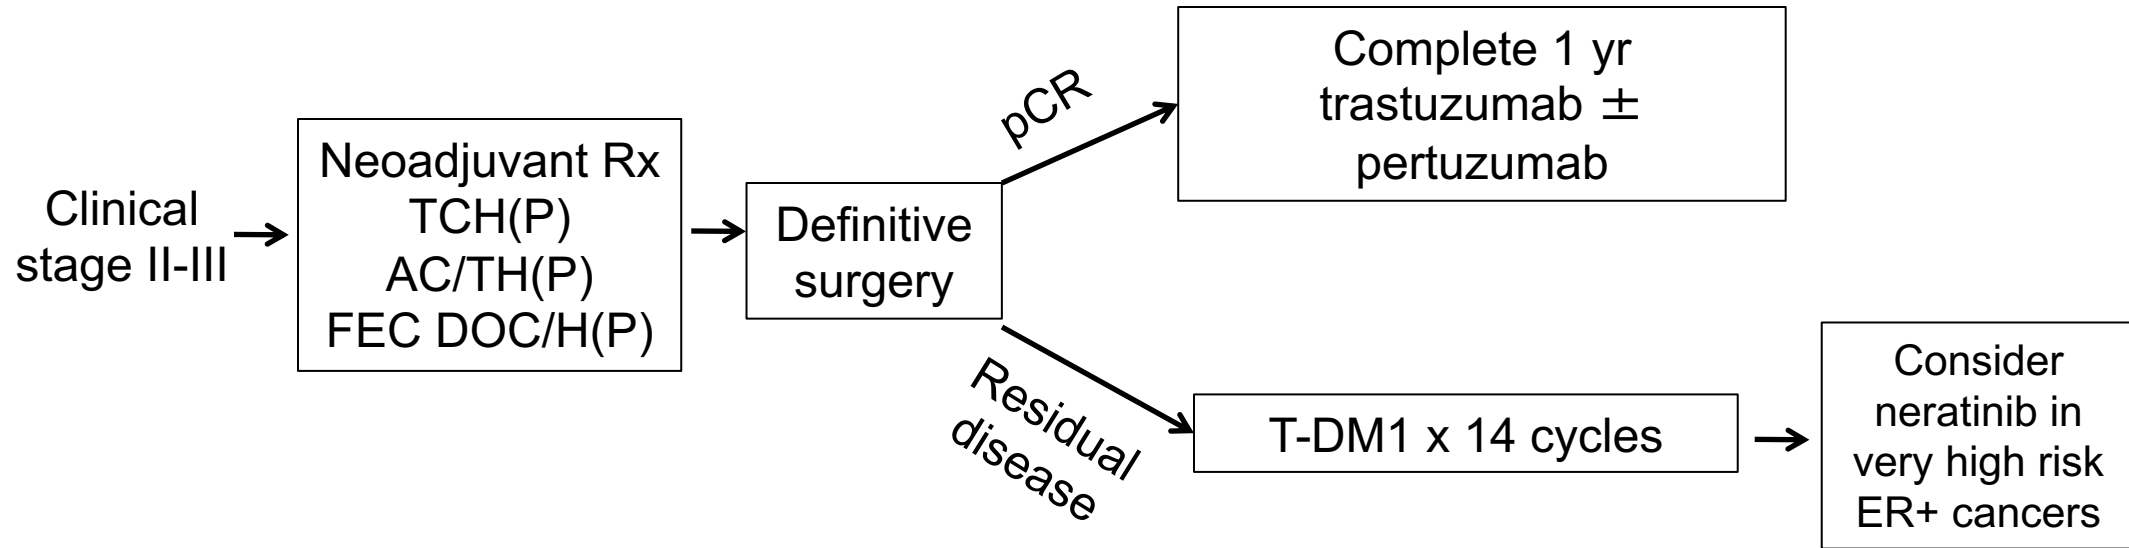 Clinical
stage II-III
Neoadjuvant Rx
TCH(P)
AC/TH(P)
FEC DOC/H(P)
Definitive
surgery
pCR
Complete 1 yr
trastuzumab ±
pertuzumab
Residual
disease
T-DM1 x 14 cycles
Consider
neratinib in
very high risk
ER+ cancers